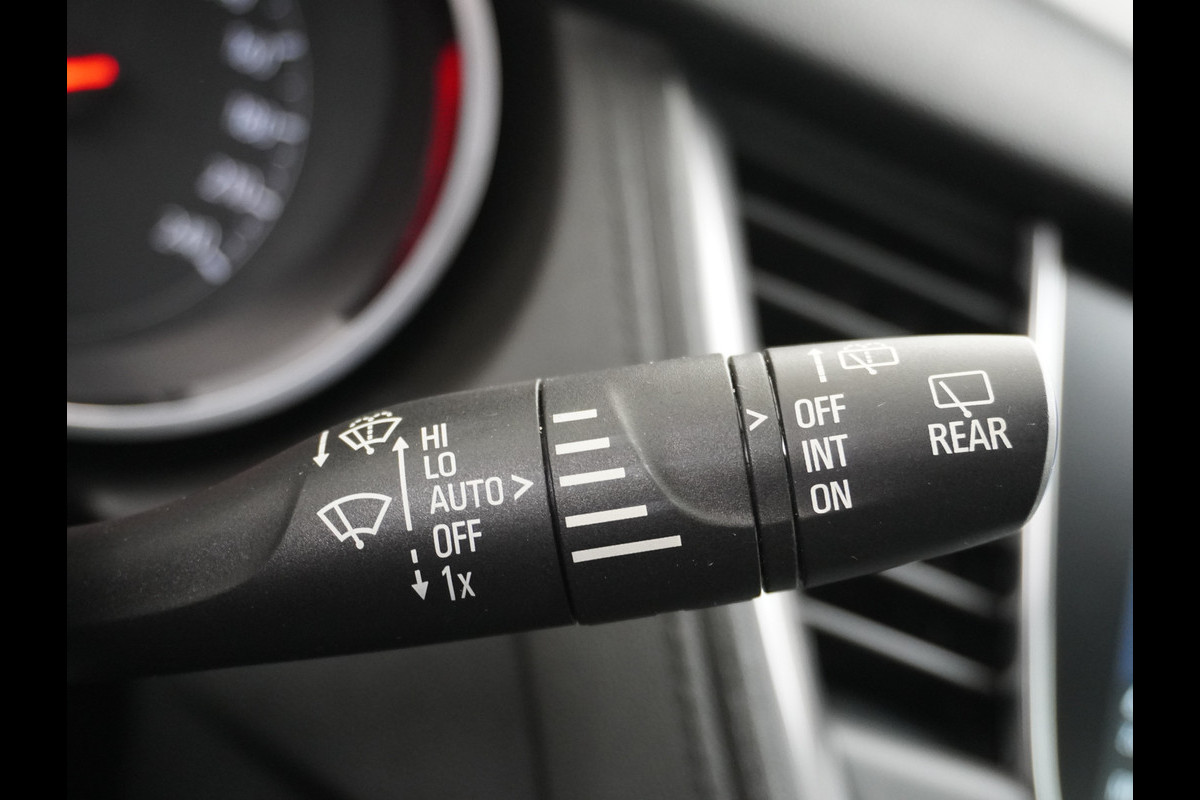 HI
LO
AUTO >
OFF
1x
>
OFF
INT
ON
REAR